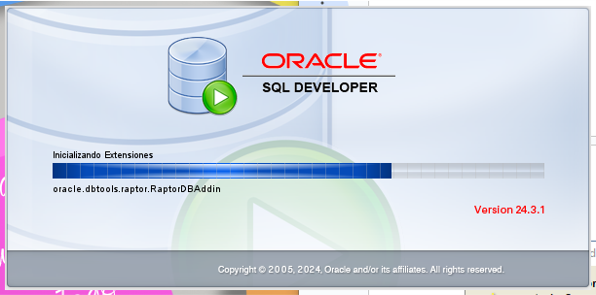 ORACLE
SQL DEVELOPER
Inicializando Extensiones
oracle.dbtools.raptor.RaptorDBAddin
Version 24.3.1
Copyright © 2005, 2024, Oracle and/or its affiliates. All rights reserved.